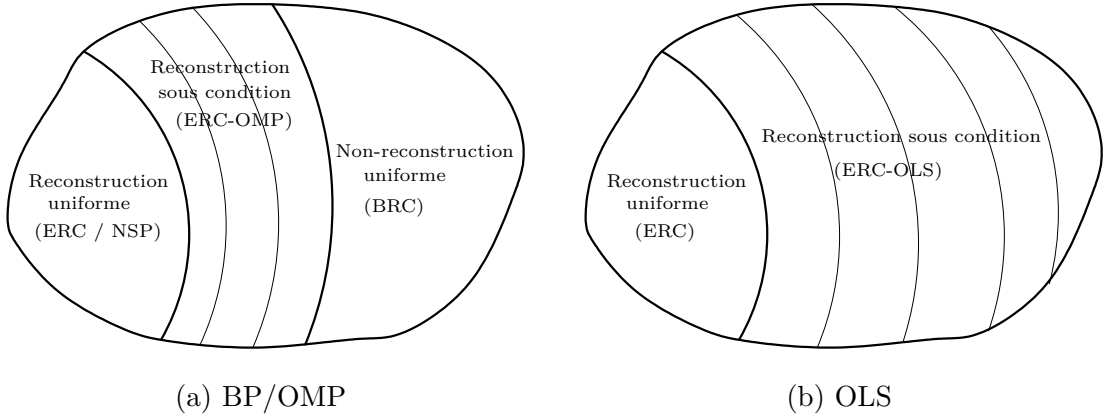 Reconstruction
sous condition
(ERC-OMP)
Non-reconstruction
uniforme
(BRC)
Reconstruction
uniforme
(ERC / NSP)
(a) BP/OMP
Reconstruction sous condition
(ERC-OLS)
Reconstruction
uniforme
(ERC)
(b) OLS